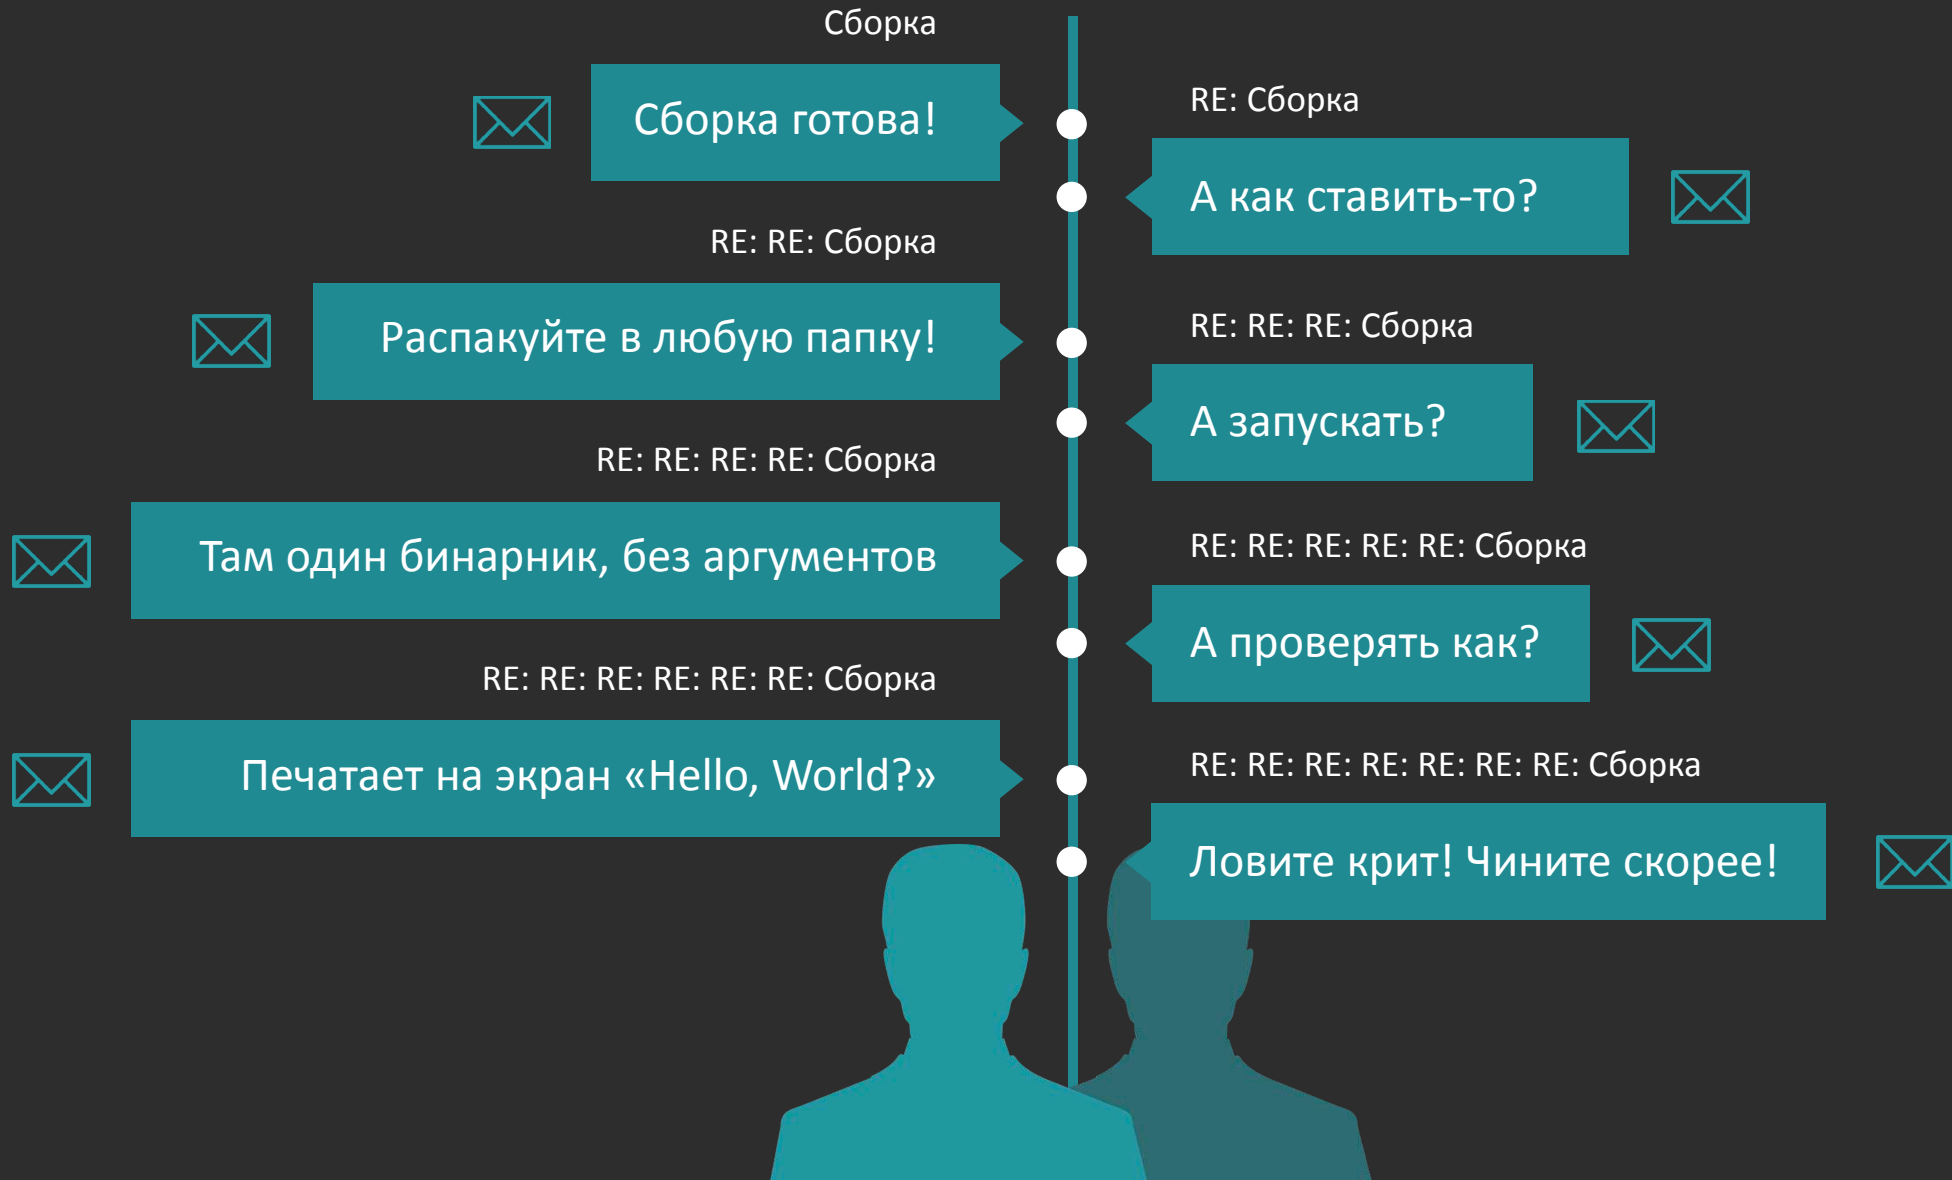 Сборка
Сборка готова!
RE: Сборка
А как ставить-то?
RE: RE: Сборка
Распакуйте в любую папку!
RE: RE: RE: Сборка
А запускать?
RE: RE: RE: RE: Сборка
Там один бинарник, без аргументов
RE: RE: RE: RE: RE: Сборка
А проверять как?
RE: RE: RE: RE: RE: RE: Сборка
Печатает на экран «Hello, World?»
RE: RE: RE: RE: RE: RE: RE: Сборка
Ловите крит! Чините скорее!